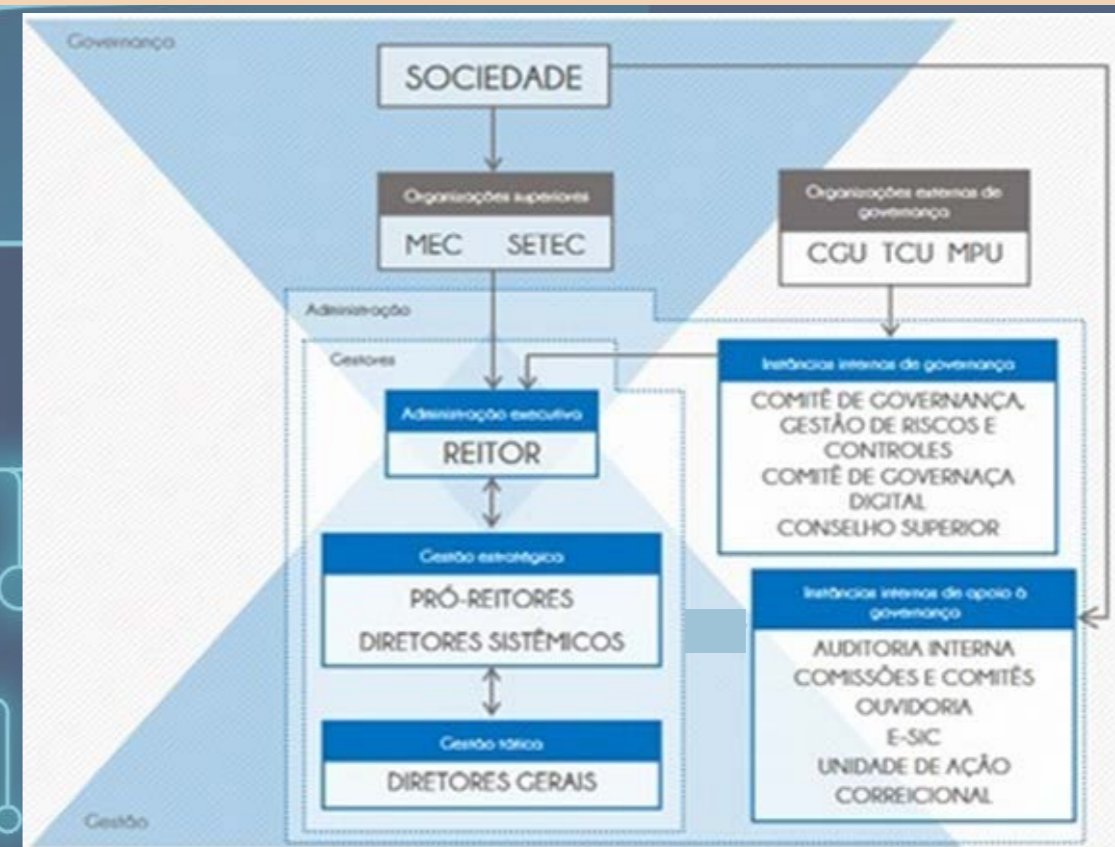 Governança
SOCIEDADE
Organizações superiores
MEC SETEC
Organizações externas de
governança
CGU TCU MPU
Administração
Gestores
Administração executiva
REITOR
Instâncias internas de governança
COMITÊ DE GOVERNANÇA,
GESTÃO DE RISCOS E
CONTROLES
COMITÊ DE GOVERNAÇA
DIGITAL
CONSELHO SUPERIOR
Gestão estratégica
PRÓ-REITORES
DIRETORES SISTÊMICOS
Instâncias internas de apoio à
governança
AUDITORIA INTERNA
COMISSÕES E COMITÊS
OUVIDORIA
E-SIC
UNIDADE DE AÇÃO
CORREICIONAL
Gestão tática
DIRETORES GERAIS
Gestão